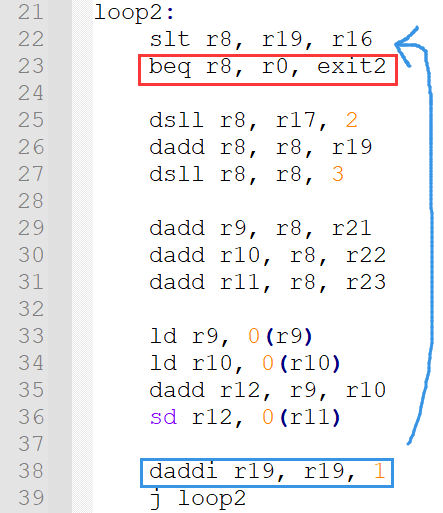 21 loop2:
22 slt r8, r19, r16
23 beq r8, r0, exit2
24
25 dsll r8, r17, 2
26 dadd r8, r8, r19
27 dsll r8, r8, 3
28
29 dadd r9, r8, r21
30 dadd r10, r8, r22
31 dadd r11, r8, r23
32
33 ld r9, 0(r9)
34 ld r10, 0(r10)
35 dadd r12, r9, r10
36 sd r12, 0(r11)
37
38 daddi r19, r19, 1
39 j loop2